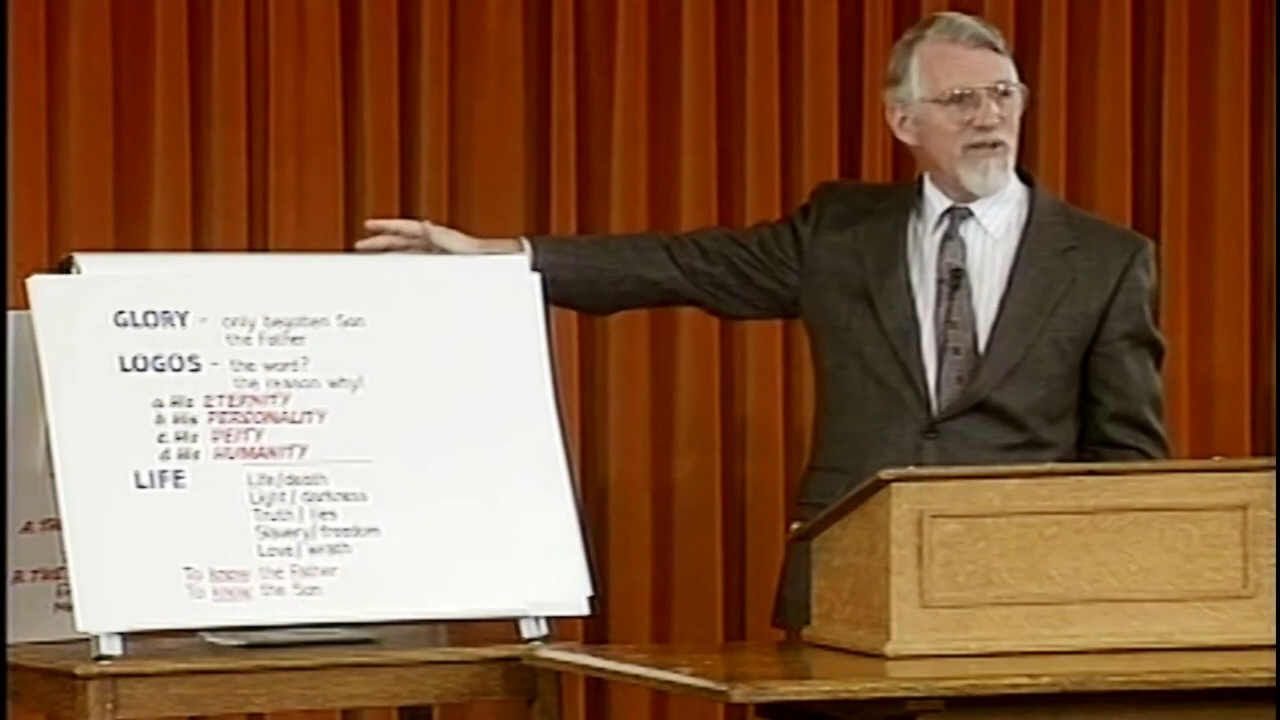 GLORY - only begotten Son
the Father
LOGOS - the word?
the reason why!
a. His ETERNITY
b. His PERSONALITY
c. His DEITY
d. His HUMANITY
LIFE Life/death
Light/darkness
Truth/lies
Slavery/freedom
Love/wrath
To know the Father
To know the Son